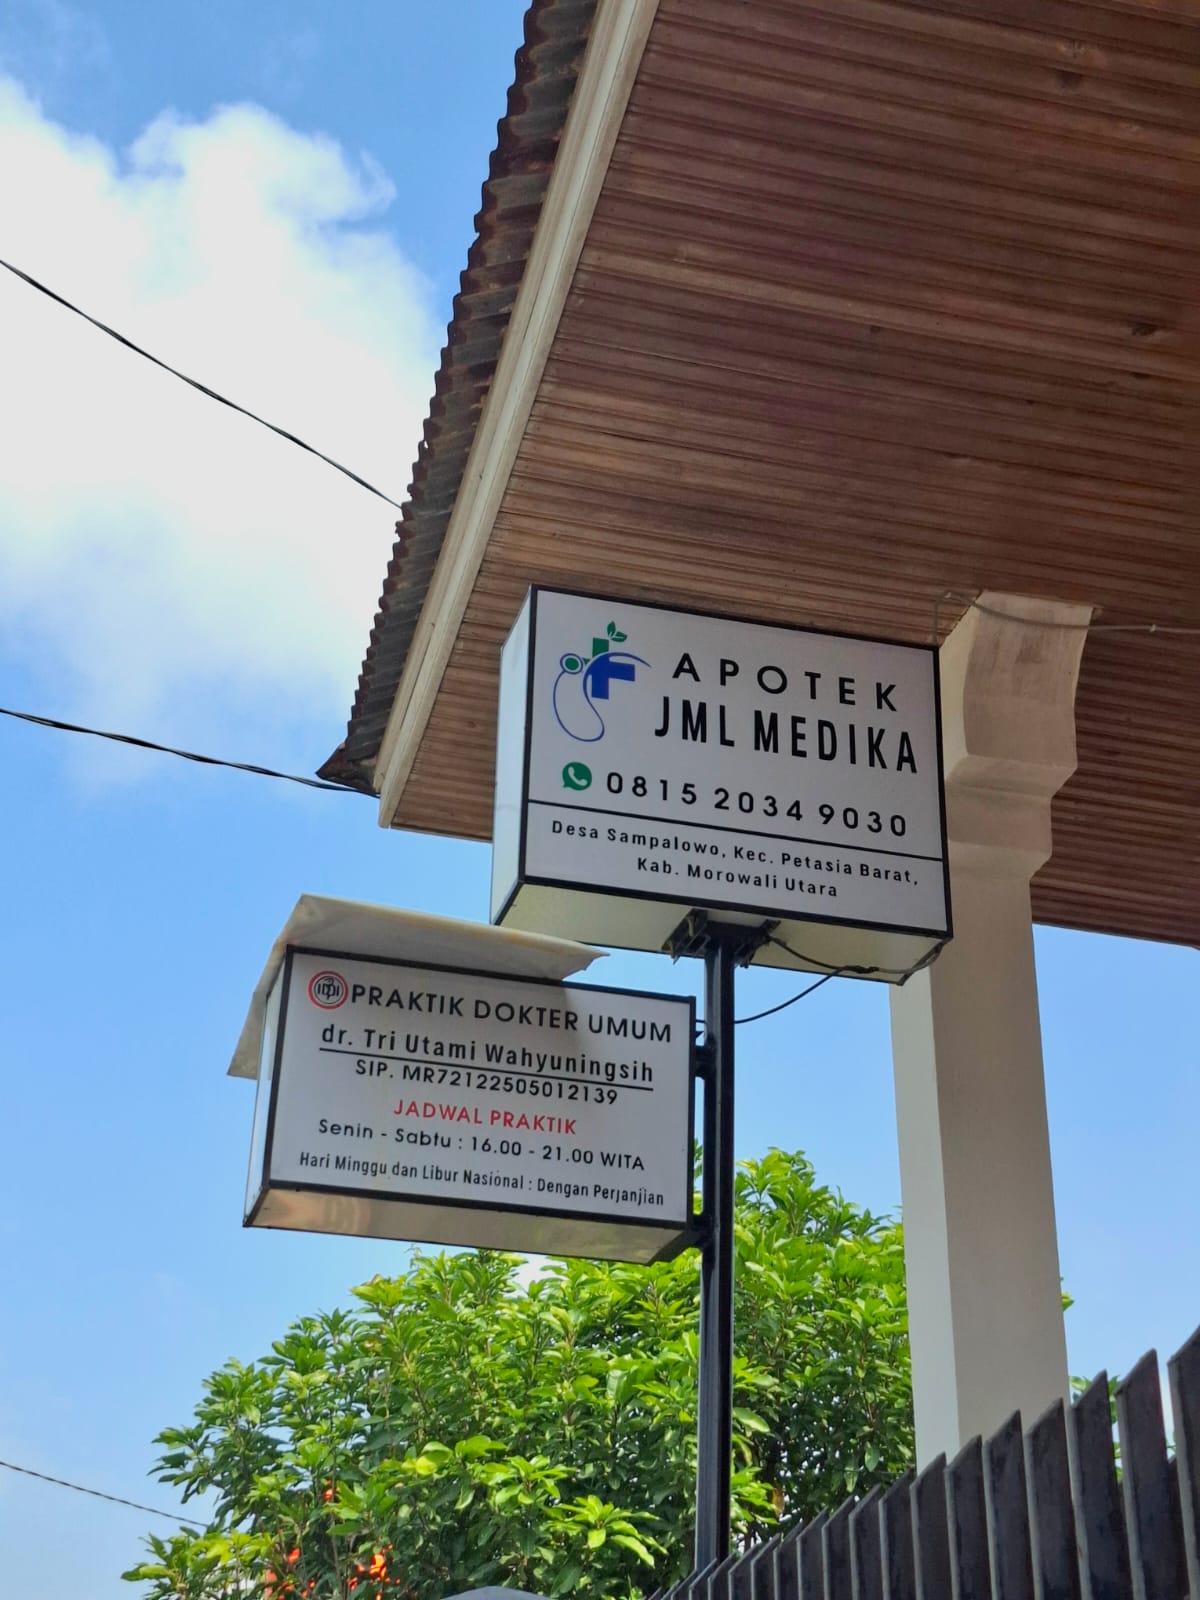 APOTEK
JML MEDIKA
0815 2034 9030
Desa Sampalowo, Kec. Petasia Barat,
Kab. Morowali Utara
PRAKTIK DOKTER UMUM
dr. Tri Utami Wahyuningsih
SIP. MR72122505012139
JADWAL PRAKTIK
Senin - Sabtu : 16.00 - 21.00 WITA
Hari Minggu dan Libur Nasional : Dengan Perjanjian